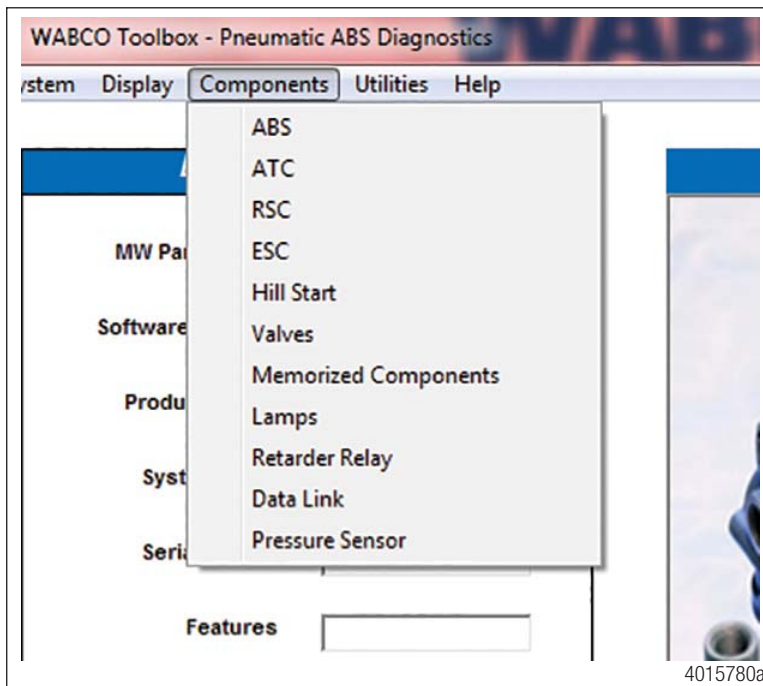 WABCO Toolbox - Pneumatic ABS Diagnostics
ystem Display Components Utilities Help
ABS
ATC
RSC
MW Pa
ESC
Hill Start
Software
Valves
Memorized Components
Produ
Lamps
Retarder Relay
Syst
Data Link
Pressure Sensor
Seri
Features
4015780a